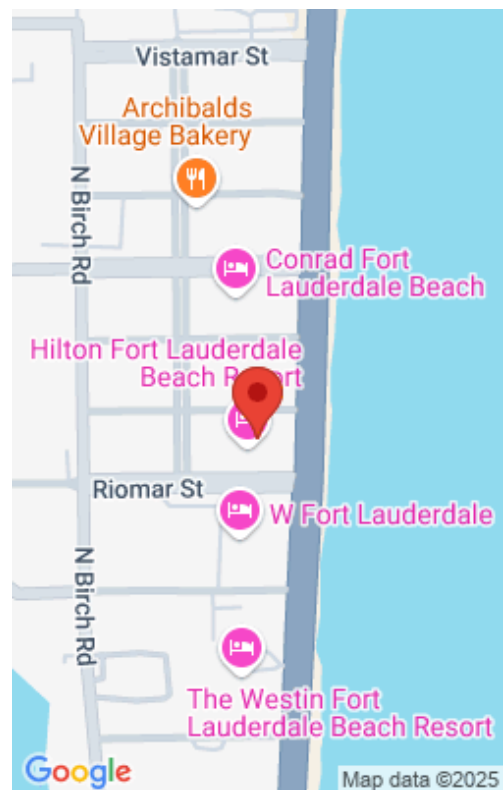 Vistamar St
Archibalds
Village Bakery
N Birch Rd
Conrad Fort
Lauderdale Beach
Hilton Fort Lauderdale
Beach Resort
Riomar St
W Fort Lauderdale
N Birch Rd
The Westin Fort
Lauderdale Beach Resort
Google
Map data ©2025